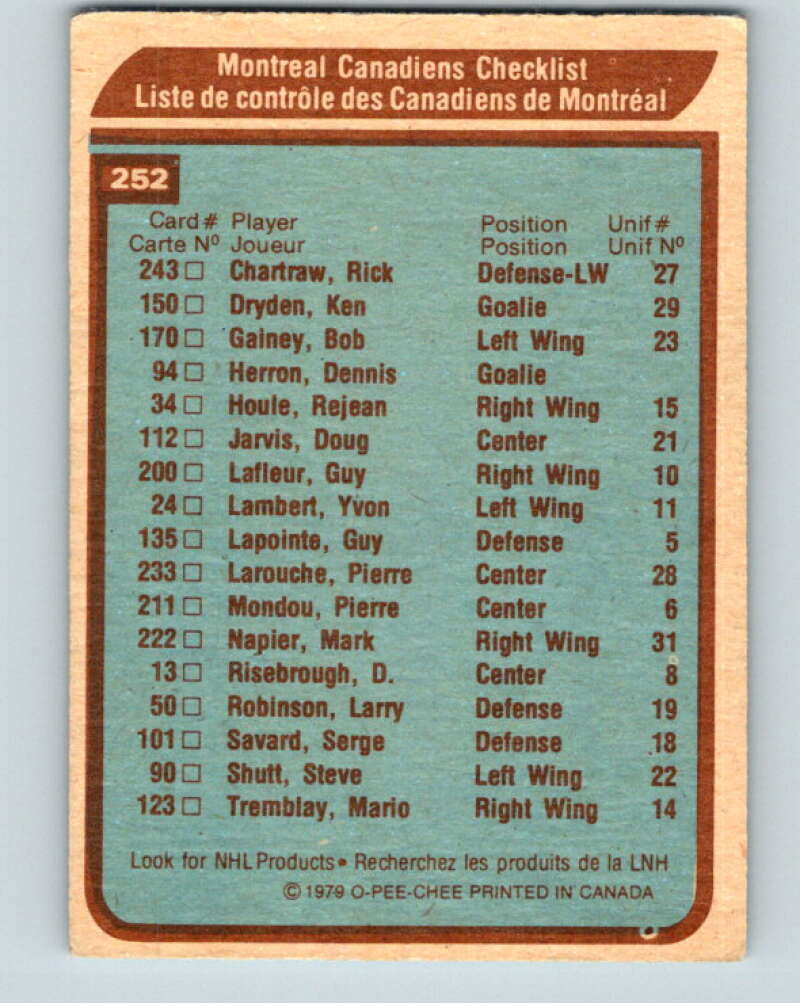 Montreal Canadiens Checklist
Liste de contrôle des Canadiens de Montréal
252
Card # Player Position Unif #
Carte Nº Joueur Position Unif Nº
243 □ Chartraw, Rick Defense-LW 27
150 □ Dryden, Ken Goalie 29
170 □ Gainey, Bob Left Wing 23
94 □ Herron, Dennis Goalie
34 □ Houle, Rejean Right Wing 15
112 □ Jarvis, Doug Center 21
200 □ Lafleur, Guy Right Wing 10
24 □ Lambert, Yvon Left Wing 11
135 □ Lapointe, Guy Defense 5
233 □ Larouche, Pierre Center 28
211 □ Mondou, Pierre Center 6
222 □ Napier, Mark Right Wing 31
13 □ Risebrough, D. Center 8
50 □ Robinson, Larry Defense 19
101 □ Savard, Serge Defense 18
90 □ Shutt, Steve Left Wing 22
123 □ Tremblay, Mario Right Wing 14
Look for NHL Products • Recherchez les produits de la LNH
© 1979 O-PEE-CHEE PRINTED IN CANADA